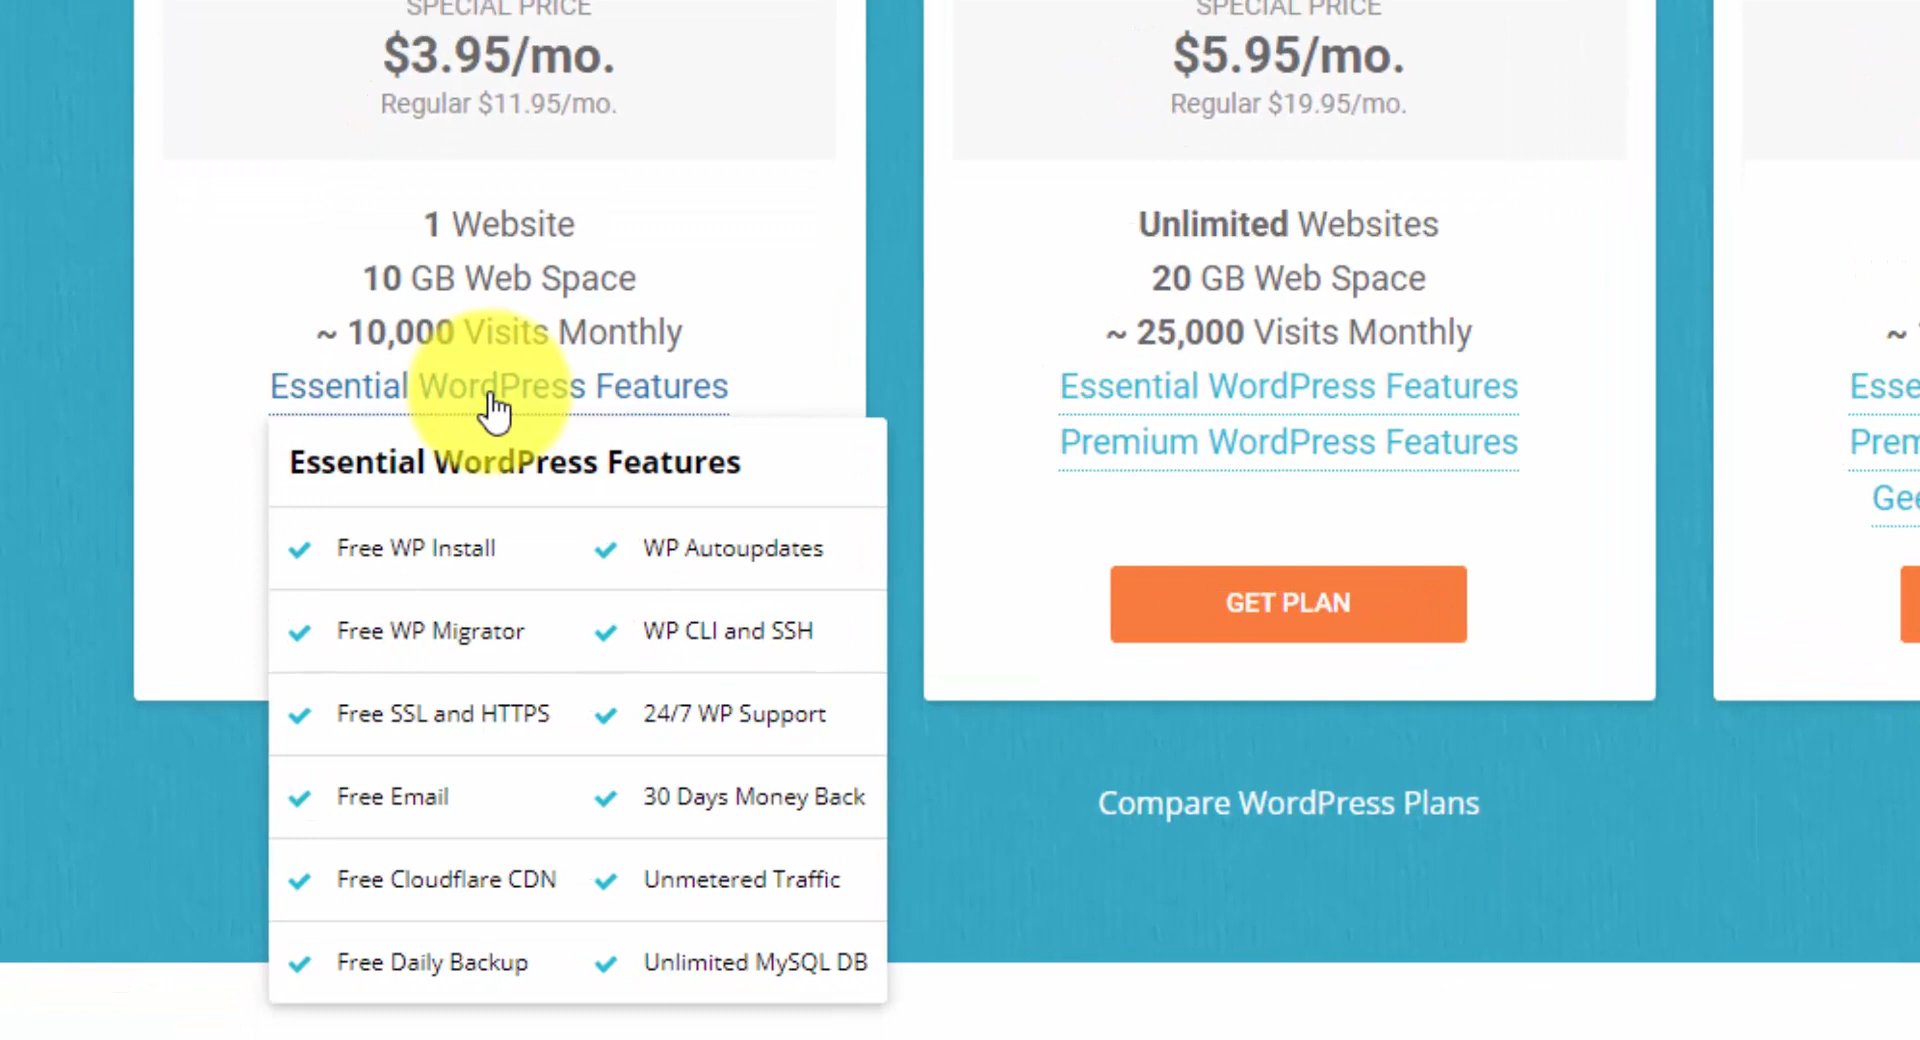 SPECIAL PRICE
$3.95/mo.
Regular $11.95/mo.
1 Website
10 GB Web Space
~ 10,000 Visits Monthly
Essential WordPress Features
Essential WordPress Features
Free WP Install
WP Autoupdates
Free WP Migrator
WP CLI and SSH
Free SSL and HTTPS
24/7 WP Support
Free Email
30 Days Money Back
Free Cloudflare CDN
Unmetered Traffic
Free Daily Backup
Unlimited MySQL DB
SPECIAL PRICE
$5.95/mo.
Regular $19.95/mo.
Unlimited Websites
20 GB Web Space
~ 25,000 Visits Monthly
Essential WordPress Features
Premium WordPress Features
GET PLAN
Compare WordPress Plans
~
Esse
Prem
Gee